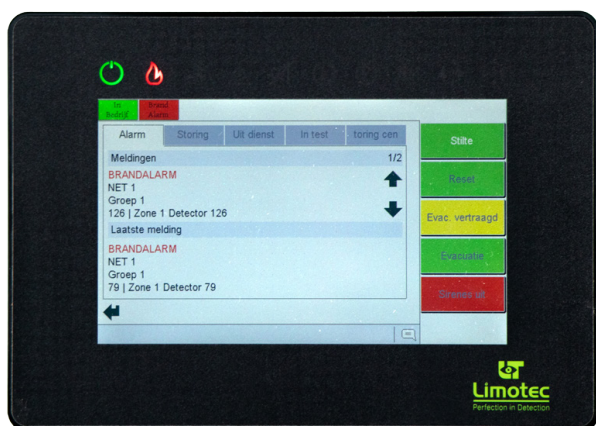 In
Bedrijf
Brand
Alarm
Alarm
Storing
Uit dienst
In test
toring cen
Meldingen 1/2
BRANDALARM
NET 1
Groep 1
126 | Zone 1 Detector 126
Laatste melding
BRANDALARM
NET 1
Groep 1
79 | Zone 1 Detector 79
Stilte
Reset
Evac. vertraagd
Evacuatie
Sirenes uit
Limotec
Perfection in Detection